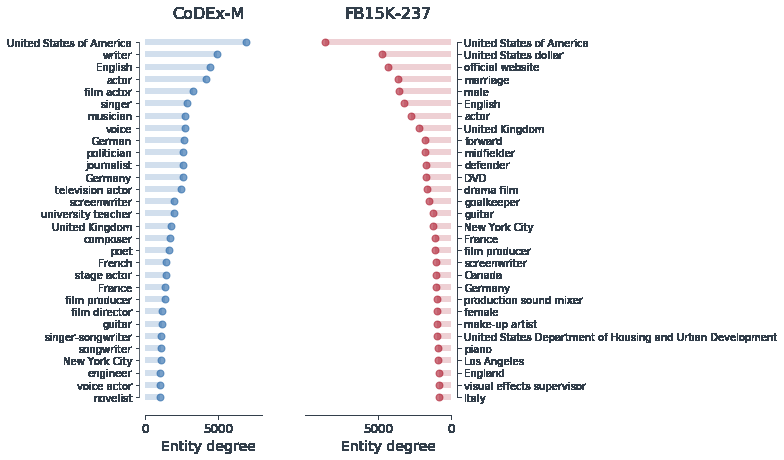 CoDEx-M
FB15K-237
United States of America
writer
English
actor
film actor
singer
musician
voice
German
politician
journalist
Germany
television actor
screenwriter
university teacher
United Kingdom
composer
poet
French
stage actor
France
film producer
film director
guitar
singer-songwriter
songwriter
New York City
engineer
voice actor
novelist
0
5000
Entity degree
United States of America
United States dollar
official website
marriage
male
English
actor
United Kingdom
forward
midfielder
defender
DVD
drama film
goalkeeper
guitar
New York City
France
film producer
screenwriter
Canada
Germany
production sound mixer
female
make-up artist
United States Department of Housing and Urban Development
piano
Los Angeles
England
visual effects supervisor
Italy
5000
0
Entity degree